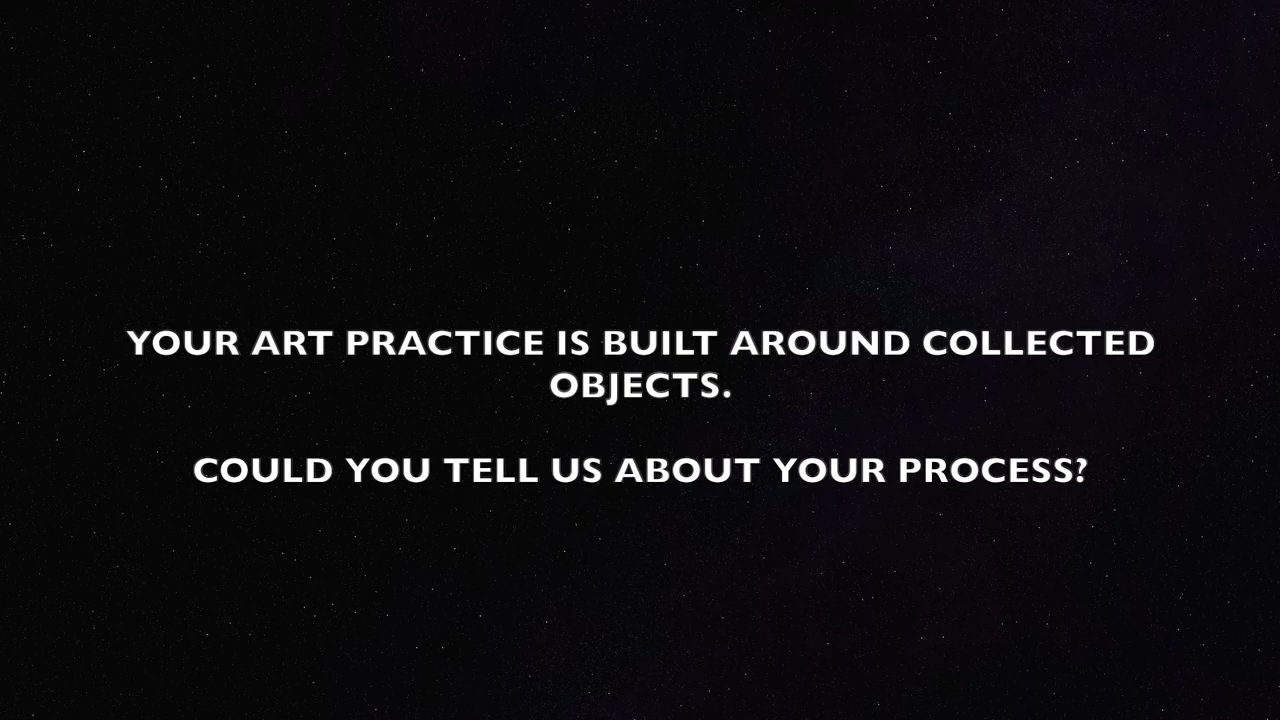 YOUR ART PRACTICE IS BUILT AROUND COLLECTED
OBJECTS.
COULD YOU TELL US ABOUT YOUR PROCESS?